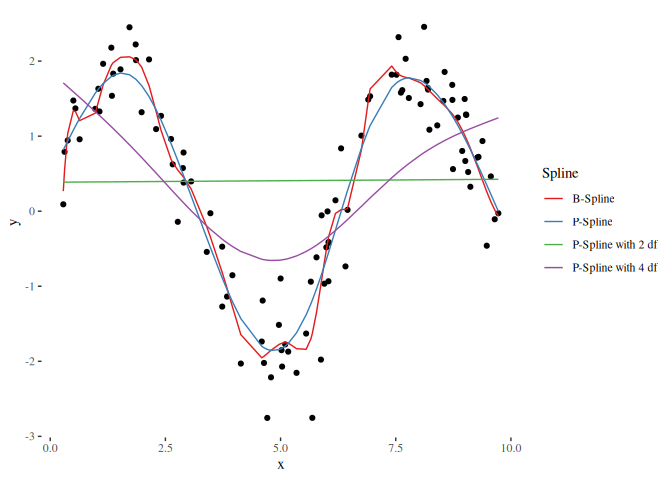 2
1
0
-1
-2
-3
y
0.0 2.5 5.0 7.5 10.0
x
Spline
B-Spline
P-Spline
P-Spline with 2 df
P-Spline with 4 df